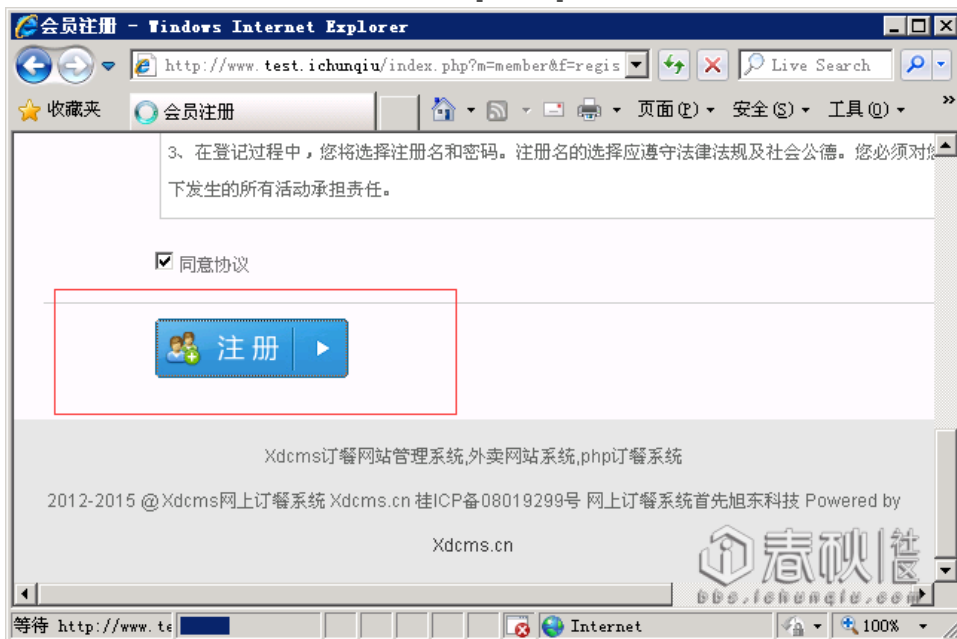 会员注册 - Windows Internet Explorer
http://www.test.ichunqiu/index.php?m=member&f=regis
Live Search
收藏夹
会员注册
页面(P)
安全(S)
工具(O)
»
3、在登记过程中，您将选择注册名和密码。注册名的选择应遵守法律法规及社会公德。您必须对您
下发生的所有活动承担责任。
同意协议
注册
Xdcms订餐网站管理系统,外卖网站系统,php订餐系统
2012-2015 @Xdcms网上订餐系统 Xdcms.cn 桂ICP备08019299号 网上订餐系统首先旭东科技 Powered by
Xdcms.cn
春秋社区
bbs.ichunqiu.com
等待 http://www.te
Internet
100%